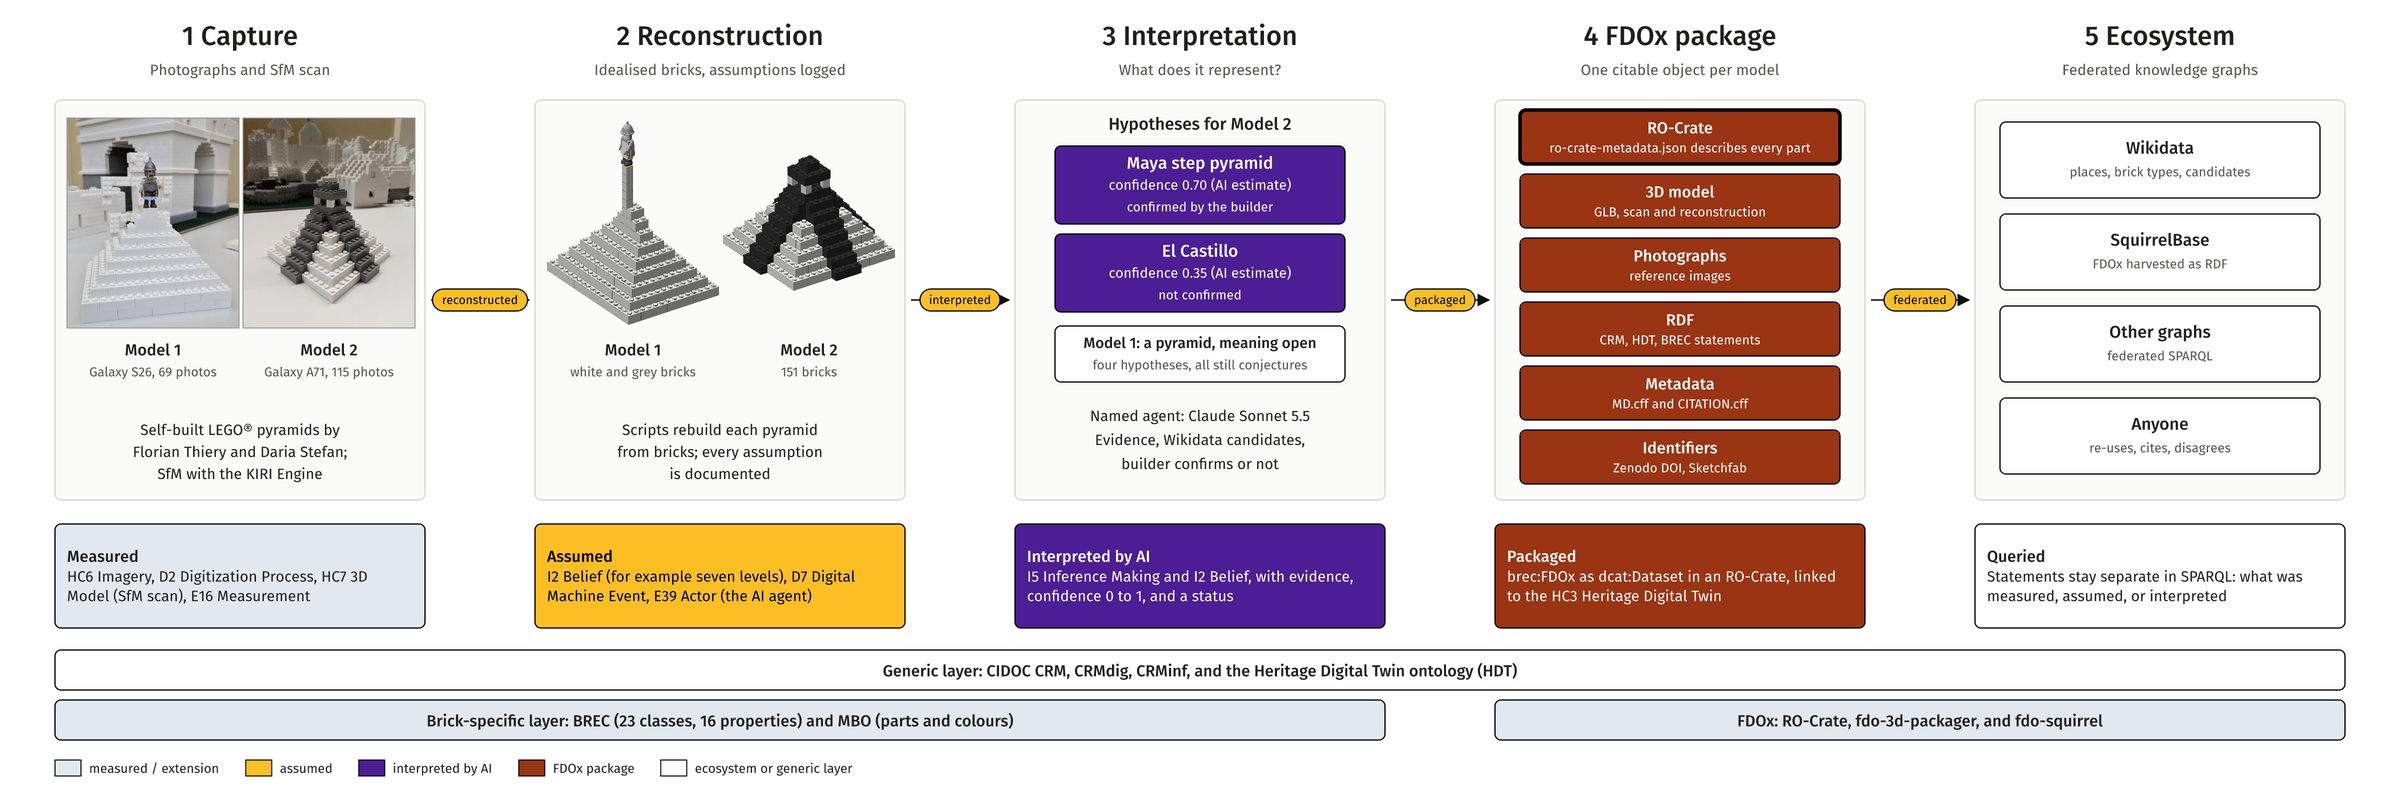 1 Capture
Photographs and SfM scan
Model 1
Galaxy S26, 69 photos
Model 2
Galaxy A71, 115 photos
Self-built LEGO® pyramids by
Florian Thiery and Daria Stefan;
SfM with the KIRI Engine
reconstructed
2 Reconstruction
Idealised bricks, assumptions logged
Model 1
white and grey bricks
Model 2
151 bricks
Scripts rebuild each pyramid
from bricks; every assumption
is documented
interpreted
3 Interpretation
What does it represent?
Hypotheses for Model 2
Maya step pyramid
confidence 0.70 (AI estimate)
confirmed by the builder
El Castillo
confidence 0.35 (AI estimate)
not confirmed
Model 1: a pyramid, meaning open
four hypotheses, all still conjectures
Named agent: Claude Sonnet 5.5
Evidence, Wikidata candidates,
builder confirms or not
packaged
4 FDOx package
One citable object per model
RO-Crate
ro-crate-metadata.json describes every part
3D model
GLB, scan and reconstruction
Photographs
reference images
RDF
CRM, HDT, BREC statements
Metadata
MD.cff and CITATION.cff
Identifiers
Zenodo DOI, Sketchfab
federated
5 Ecosystem
Federated knowledge graphs
Wikidata
places, brick types, candidates
SquirrelBase
FDOx harvested as RDF
Other graphs
federated SPARQL
Anyone
re-uses, cites, disagrees
Measured
HC6 Imagery, D2 Digitization Process, HC7 3D
Model (SfM scan), E16 Measurement
Assumed
I2 Belief (for example seven levels), D7 Digital
Machine Event, E39 Actor (the AI agent)
Interpreted by AI
I5 Inference Making and I2 Belief, with evidence,
confidence 0 to 1, and a status
Packaged
brec:FDOx as dcat:Dataset in an RO-Crate, linked
to the HC3 Heritage Digital Twin
Queried
Statements stay separate in SPARQL: what was
measured, assumed, or interpreted
Generic layer: CIDOC CRM, CRMdig, CRMinf, and the Heritage Digital Twin ontology (HDT)
Brick-specific layer: BREC (23 classes, 16 properties) and MBO (parts and colours)
FDOx: RO-Crate, fdo-3d-packager, and fdo-squirrel
measured / extension
assumed
interpreted by AI
FDOx package
ecosystem or generic layer